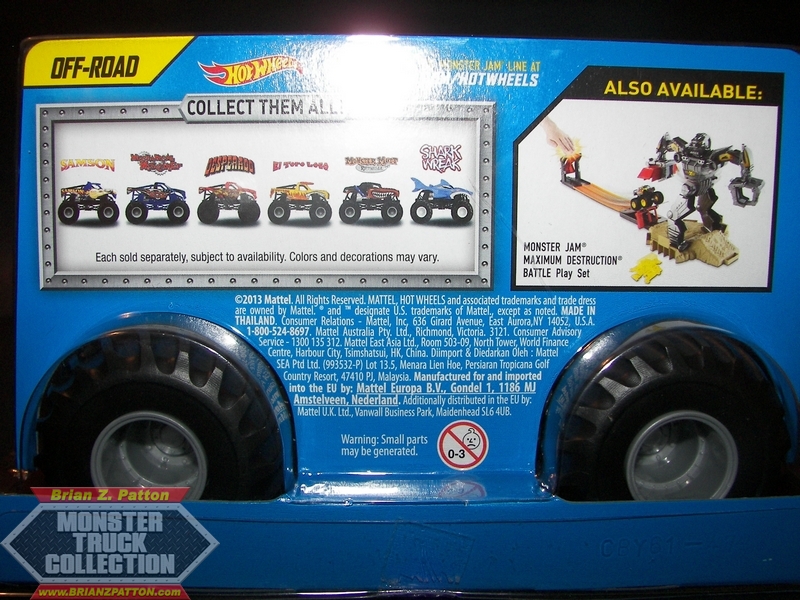 OFF-ROAD
HOT WHEELS
MONSTER JAM® LINE AT
/HOTWHEELS
COLLECT THEM ALL!
SAMSON
DESPERADO
El Toro Loco
MONSTER MUTT
SHARK WREAK
Each sold separately, subject to availability. Colors and decorations may vary.
ALSO AVAILABLE:
MONSTER JAM®
MAXIMUM DESTRUCTION®
BATTLE Play Set
©2013 Mattel. All Rights Reserved. MATTEL, HOT WHEELS and associated trademarks and trade dress
are owned by Mattel. ® and ™ designate U.S. trademarks of Mattel, except as noted. MADE IN
THAILAND. Consumer Relations - Mattel, Inc, 636 Girard Avenue, East Aurora,NY 14052, U.S.A.
1-800-524-8697. Mattel Australia Pty. Ltd., Richmond, Victoria. 3121. Consumer Advisory
Service - 1300 135 312. Mattel East Asia Ltd., Room 503-09, North Tower, World Finance
Centre, Harbour City, Tsimshatsui, HK, China. Diimport & Diedarkan Oleh : Mattel
SEA Ptd Ltd. (993532-P) Lot 13.5, Menara Lien Hoe, Persiaran Tropicana Golf
Country Resort, 47410 PJ, Malaysia. Manufactured for and imported
into the EU by: Mattel Europa B.V., Gondel 1, 1186 MJ
Amstelveen, Nederland. Additionally distributed in the EU by:
Mattel U.K. Ltd., Vanwall Business Park, Maidenhead SL6 4UB.
Warning: Small parts
may be generated.
0-3
Brian Z. Patton
MONSTER
TRUCK
COLLECTION
www.BRIANZPATTON.com